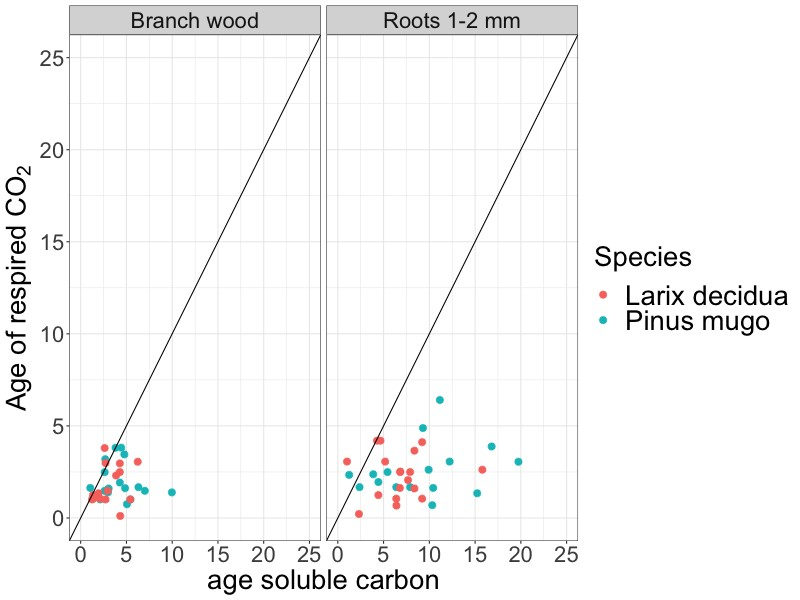 Branch wood
Roots 1-2 mm
25
20
15
10
5
0
Age of respired CO₂
0 5 10 15 20 25
0 5 10 15 20 25
age soluble carbon
Species
Larix decidua
Pinus mugo